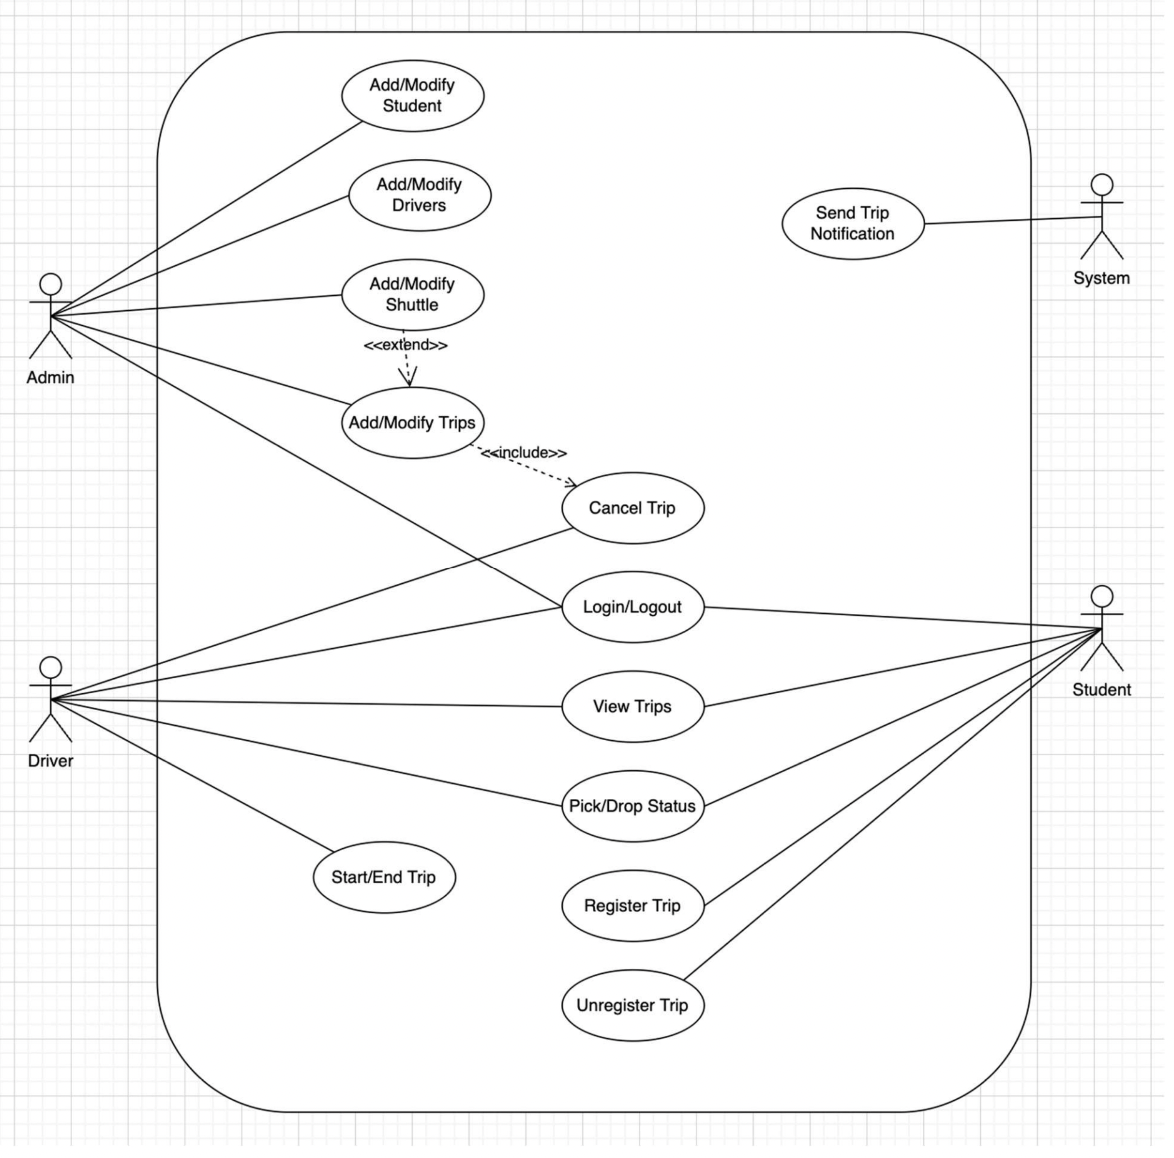 Add/Modify
Student
Add/Modify
Drivers
Send Trip
Notification
System
Add/Modify
Shuttle
<<extend>>
Admin
Add/Modify Trips
<<include>>
Cancel Trip
Login/Logout
Student
View Trips
Driver
Pick/Drop Status
Start/End Trip
Register Trip
Unregister Trip